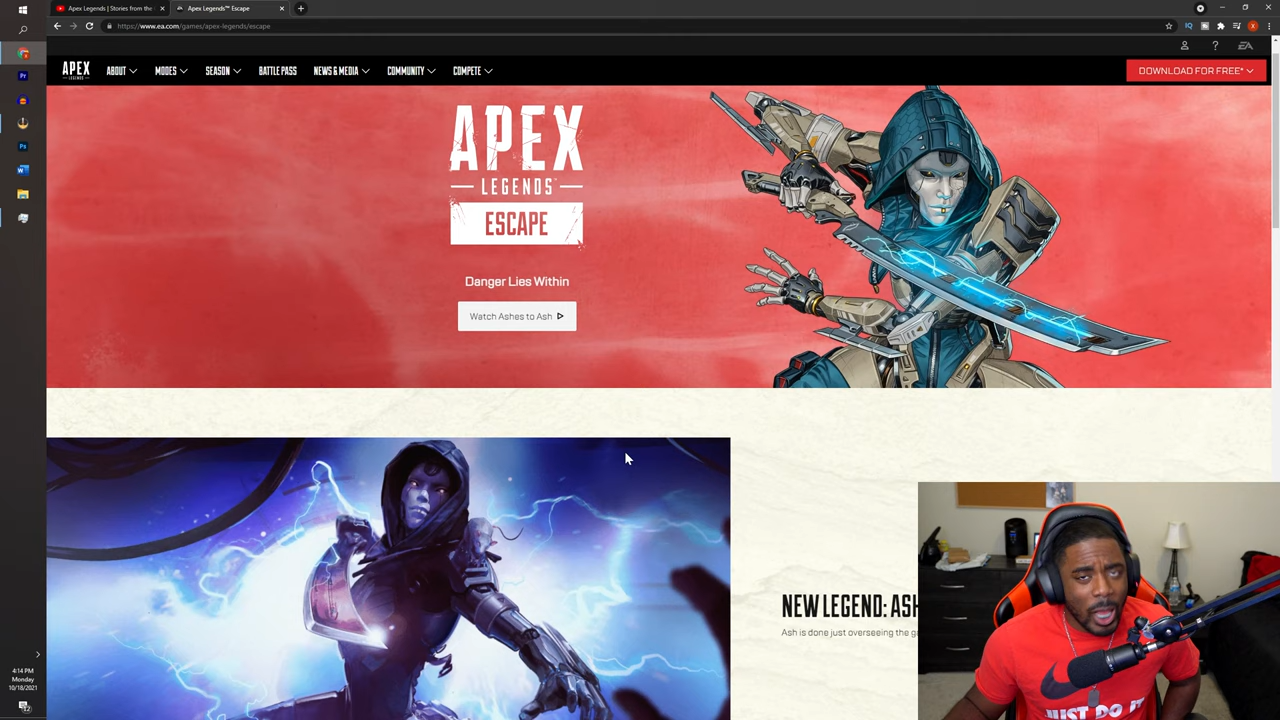 Apex Legends | Stories from the
Apex Legends™ Escape
https://www.ea.com/games/apex-legends/escape
APEX
LEGENDS
ABOUT
MODES
SEASON
BATTLE PASS
NEWS & MEDIA
COMMUNITY
COMPETE
DOWNLOAD FOR FREE*
APEX
LEGENDS™
ESCAPE
Danger Lies Within
Watch Ashes to Ash
NEW LEGEND: ASH
Ash is done just overseeing the ga
JUST DO IT
4:14 PM
Monday
10/18/2021